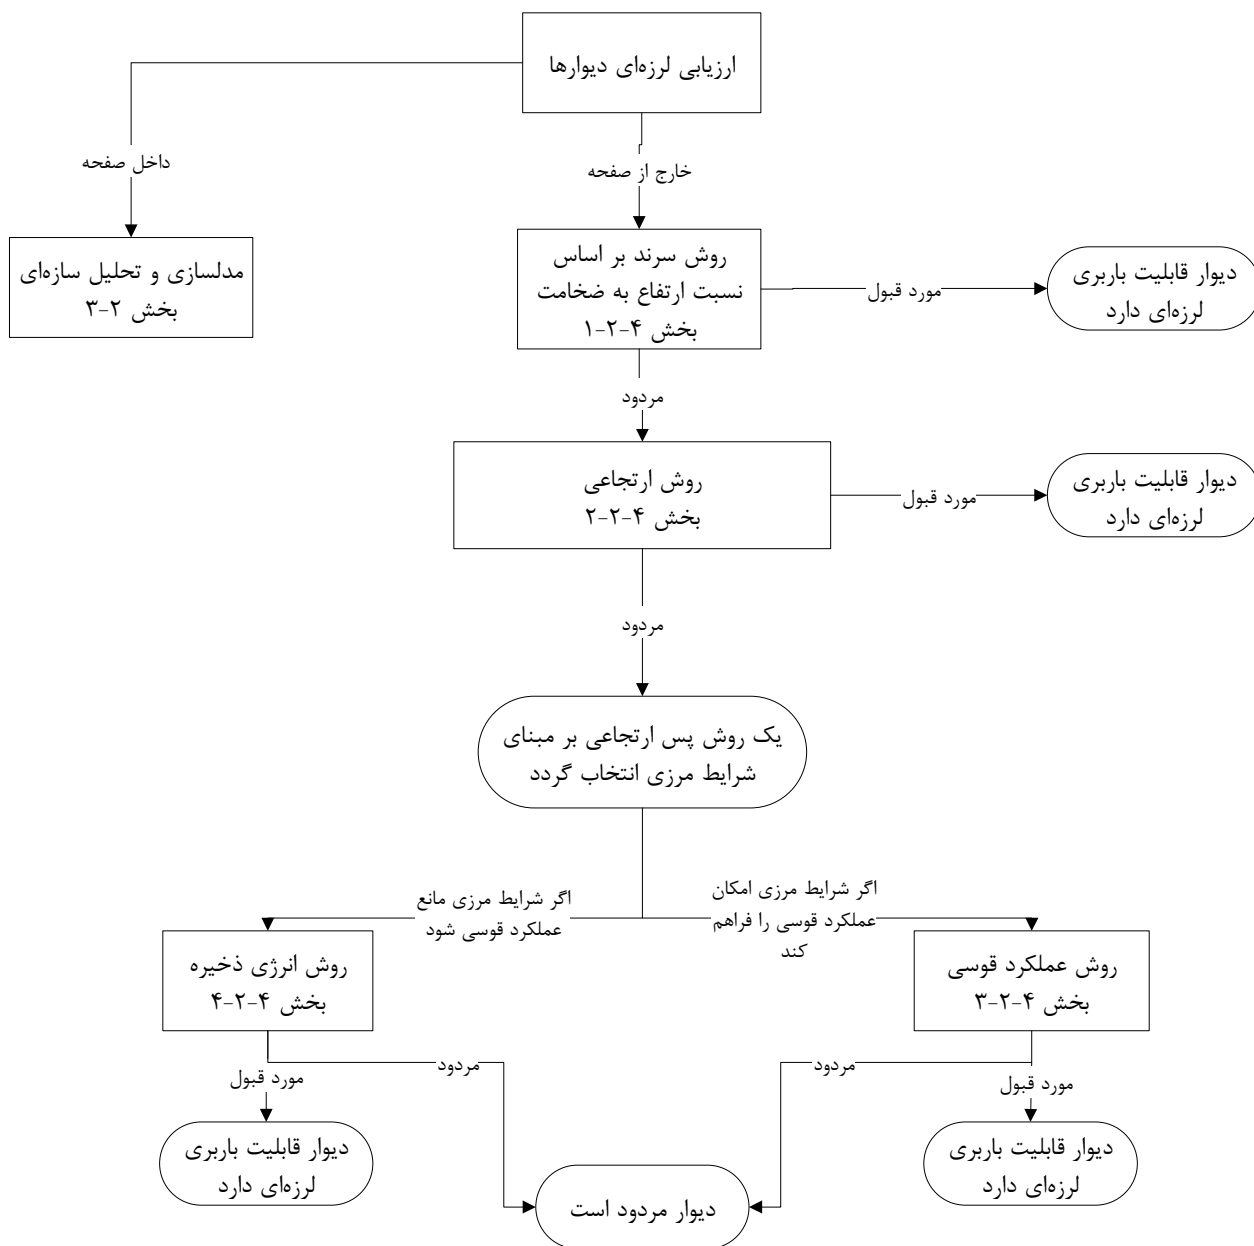 ارزیابی لرزه‌ای دیوارها
داخل صفحه
خارج از صفحه
مدلسازی و تحلیل سازه‌ای
بخش ۲-۳
روش سرند بر اساس
نسبت ارتفاع به ضخامت
بخش ۴-۲-۱
مورد قبول
دیوار قابلیت باربری
لرزه‌ای دارد
مردود
روش ارتجاعی
بخش ۴-۲-۲
مورد قبول
دیوار قابلیت باربری
لرزه‌ای دارد
مردود
یک روش پس ارتجاعی بر مبنای
شرایط مرزی انتخاب گردد
اگر شرایط مرزی امکان
عملکرد قوسی را فراهم
کند
اگر شرایط مرزی مانع
عملکرد قوسی شود
روش عملکرد قوسی
بخش ۴-۲-۳
روش انرژی ذخیره
بخش ۴-۲-۴
مردود
مورد قبول
مردود
مورد قبول
دیوار قابلیت باربری
لرزه‌ای دارد
دیوار قابلیت باربری
لرزه‌ای دارد
دیوار مردود است